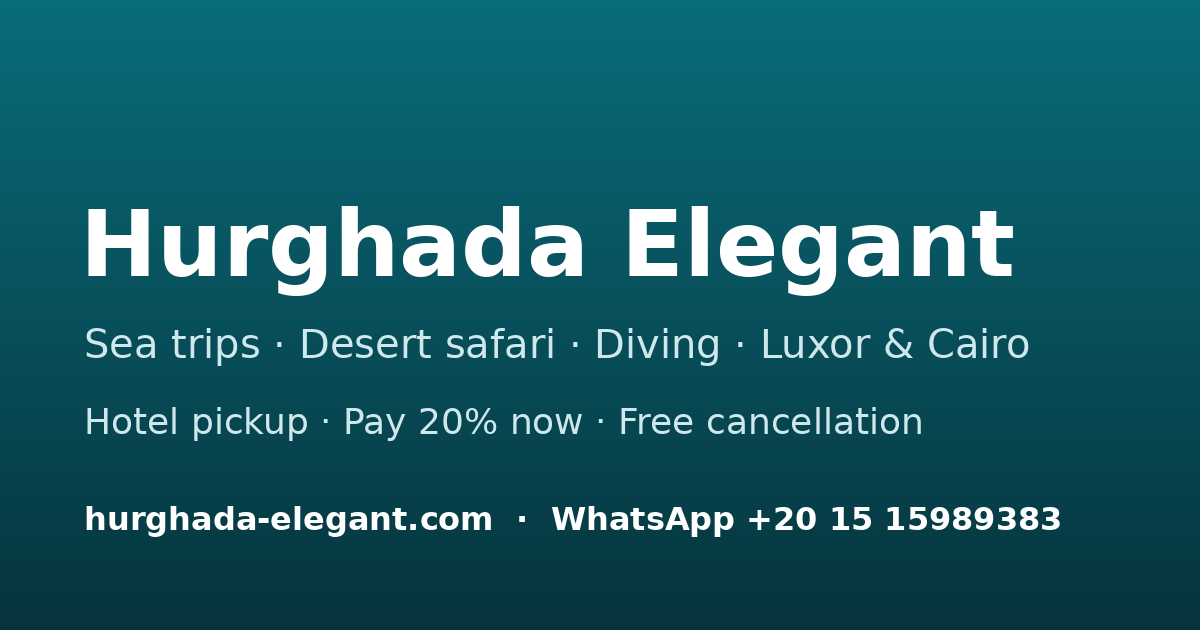 Hurghada Elegant
Sea trips · Desert safari · Diving · Luxor & Cairo
Hotel pickup · Pay 20% now · Free cancellation
hurghada-elegant.com · WhatsApp +20 15 15989383